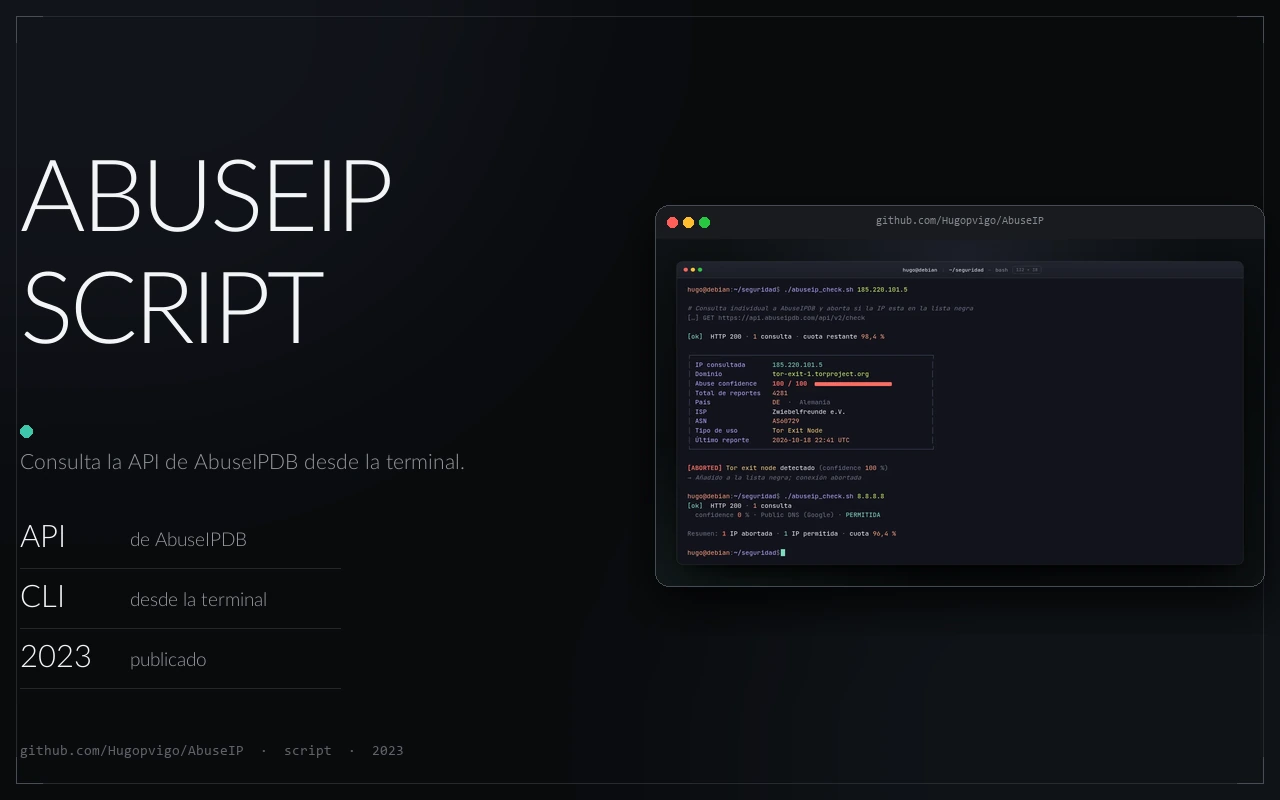 ABUSEIP
SCRIPT
Consulta la API de AbuseIPDB desde la terminal.
API de AbuseIPDB
CLI desde la terminal
2023 publicado
github.com/Hugopvigo/AbuseIP · script · 2023
github.com/Hugopvigo/AbuseIP
hugo@debian · ~/seguridad · bash
hugo@debian:~/seguridad$ ./abuseip_check.sh 185.220.101.5
# Consulta individual a AbuseIPDB y aborta si la IP esta en la lista negra
[…] GET https://api.abuseipdb.com/api/v2/check
[ok] HTTP 200 · 1 consulta · cuota restante 98,4 %
IP consultada 185.220.101.5
Dominio tor-exit-1.torproject.org
Abuse confidence 100 / 100
Total de reportes 4281
País DE · Alemania
ISP Zwiebelfreunde e.V.
ASN AS60729
Tipo de uso Tor Exit Node
Último reporte 2026-10-18 22:41 UTC
[ABORTED] Tor exit node detectado (confidence 100 %)
→ Añadido a la lista negra; conexión abortada
hugo@debian:~/seguridad$ ./abuseip_check.sh 8.8.8.8
[ok] HTTP 200 · 1 consulta
confidence 0 % · Public DNS (Google) · PERMITIDA
Resumen: 1 IP abortada · 1 IP permitida · cuota 96,4 %
hugo@debian:~/seguridad$